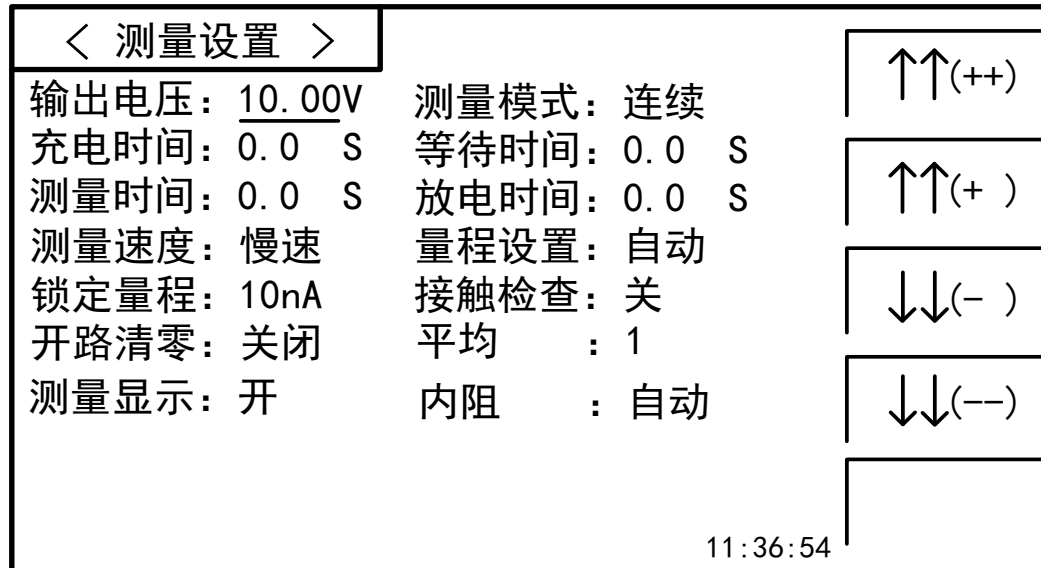 < 测量设置 >
输出电压: 10.00V 测量模式: 连续
充电时间: 0.0 S 等待时间: 0.0 S
测量时间: 0.0 S 放电时间: 0.0 S
测量速度: 慢速 量程设置: 自动
锁定量程: 10nA 接触检查: 关
开路清零: 关闭 平均 : 1
测量显示: 开 内阻 : 自动
↑↑(++)
↑↑(+ )
↓↓(- )
↓↓(--)
11:36:54